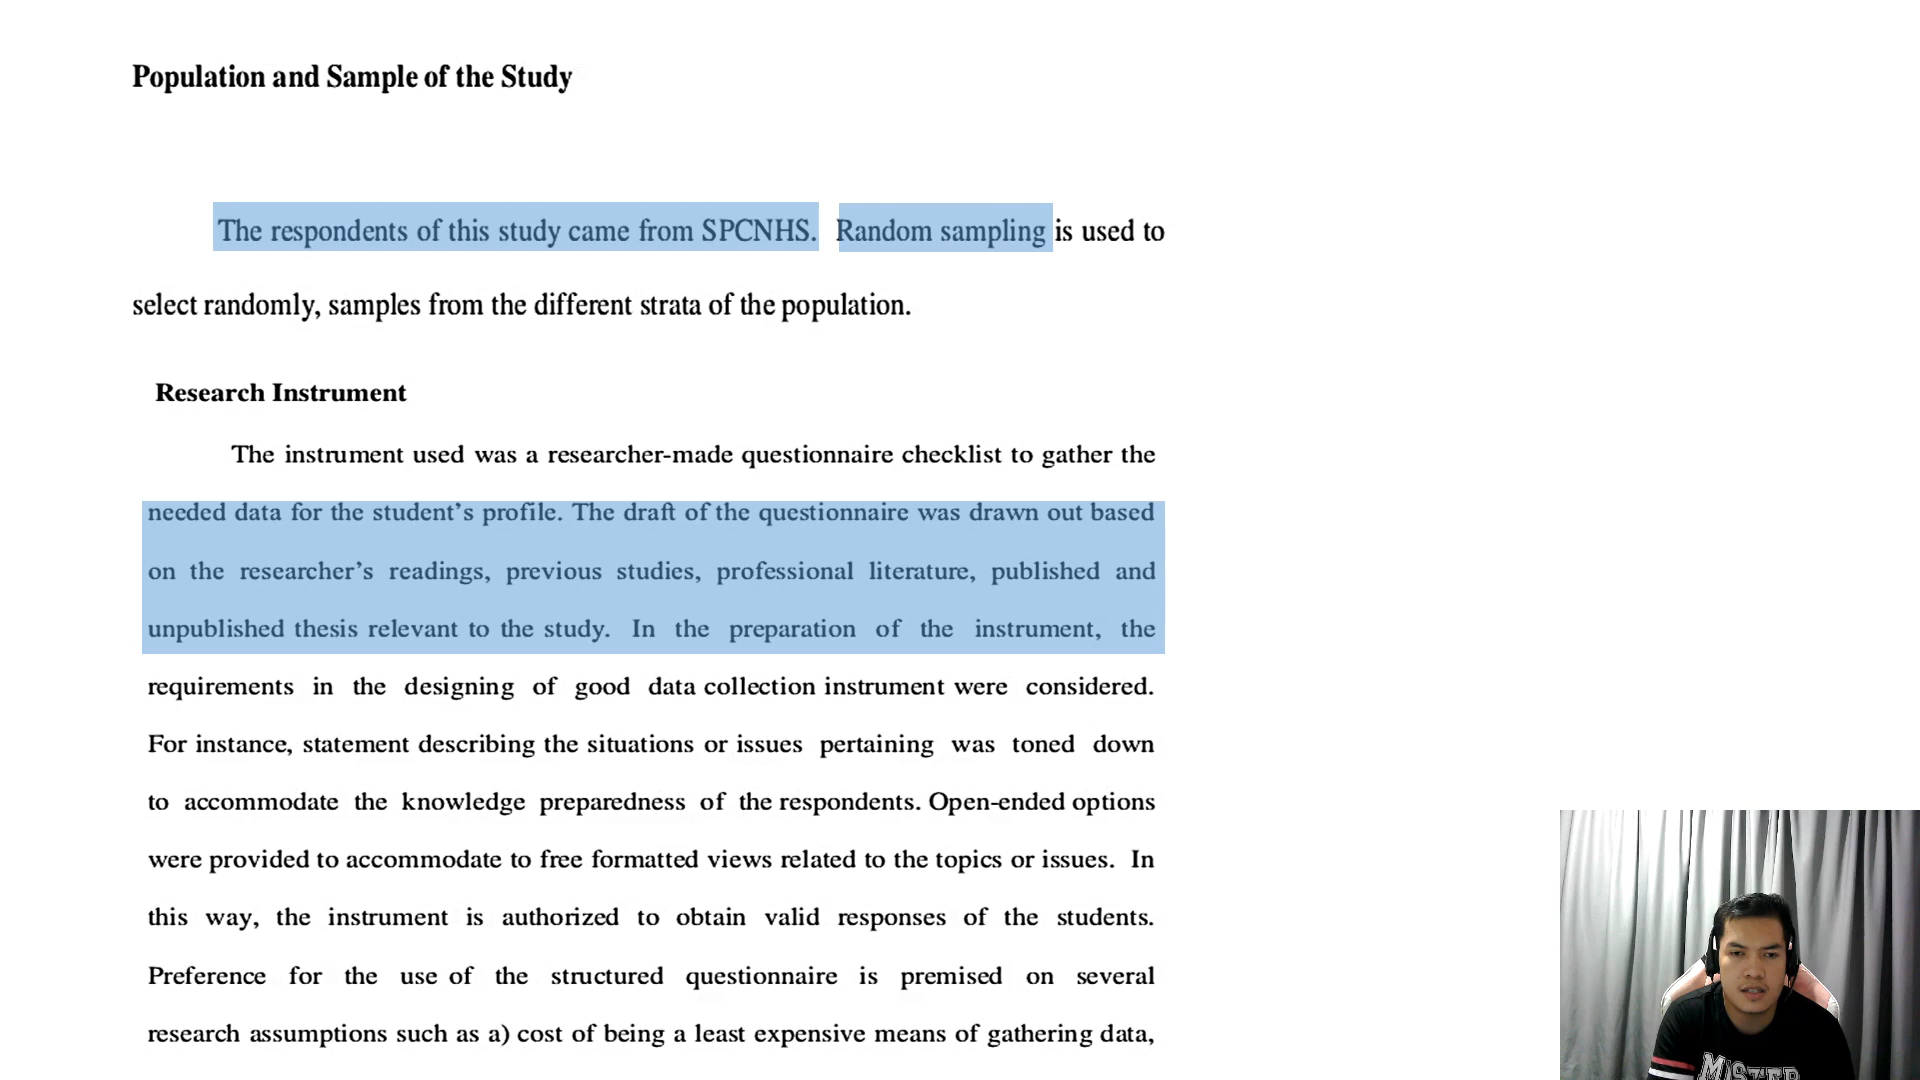 Population and Sample of the Study
The respondents of this study came from SPCNHS. Random sampling is used to
select randomly, samples from the different strata of the population.
Research Instrument
The instrument used was a researcher-made questionnaire checklist to gather the
needed data for the student’s profile. The draft of the questionnaire was drawn out based
on the researcher’s readings, previous studies, professional literature, published and
unpublished thesis relevant to the study. In the preparation of the instrument, the
requirements in the designing of good data collection instrument were considered.
For instance, statement describing the situations or issues pertaining was toned down
to accommodate the knowledge preparedness of the respondents. Open-ended options
were provided to accommodate to free formatted views related to the topics or issues. In
this way, the instrument is authorized to obtain valid responses of the students.
Preference for the use of the structured questionnaire is premised on several
research assumptions such as a) cost of being a least expensive means of gathering data,